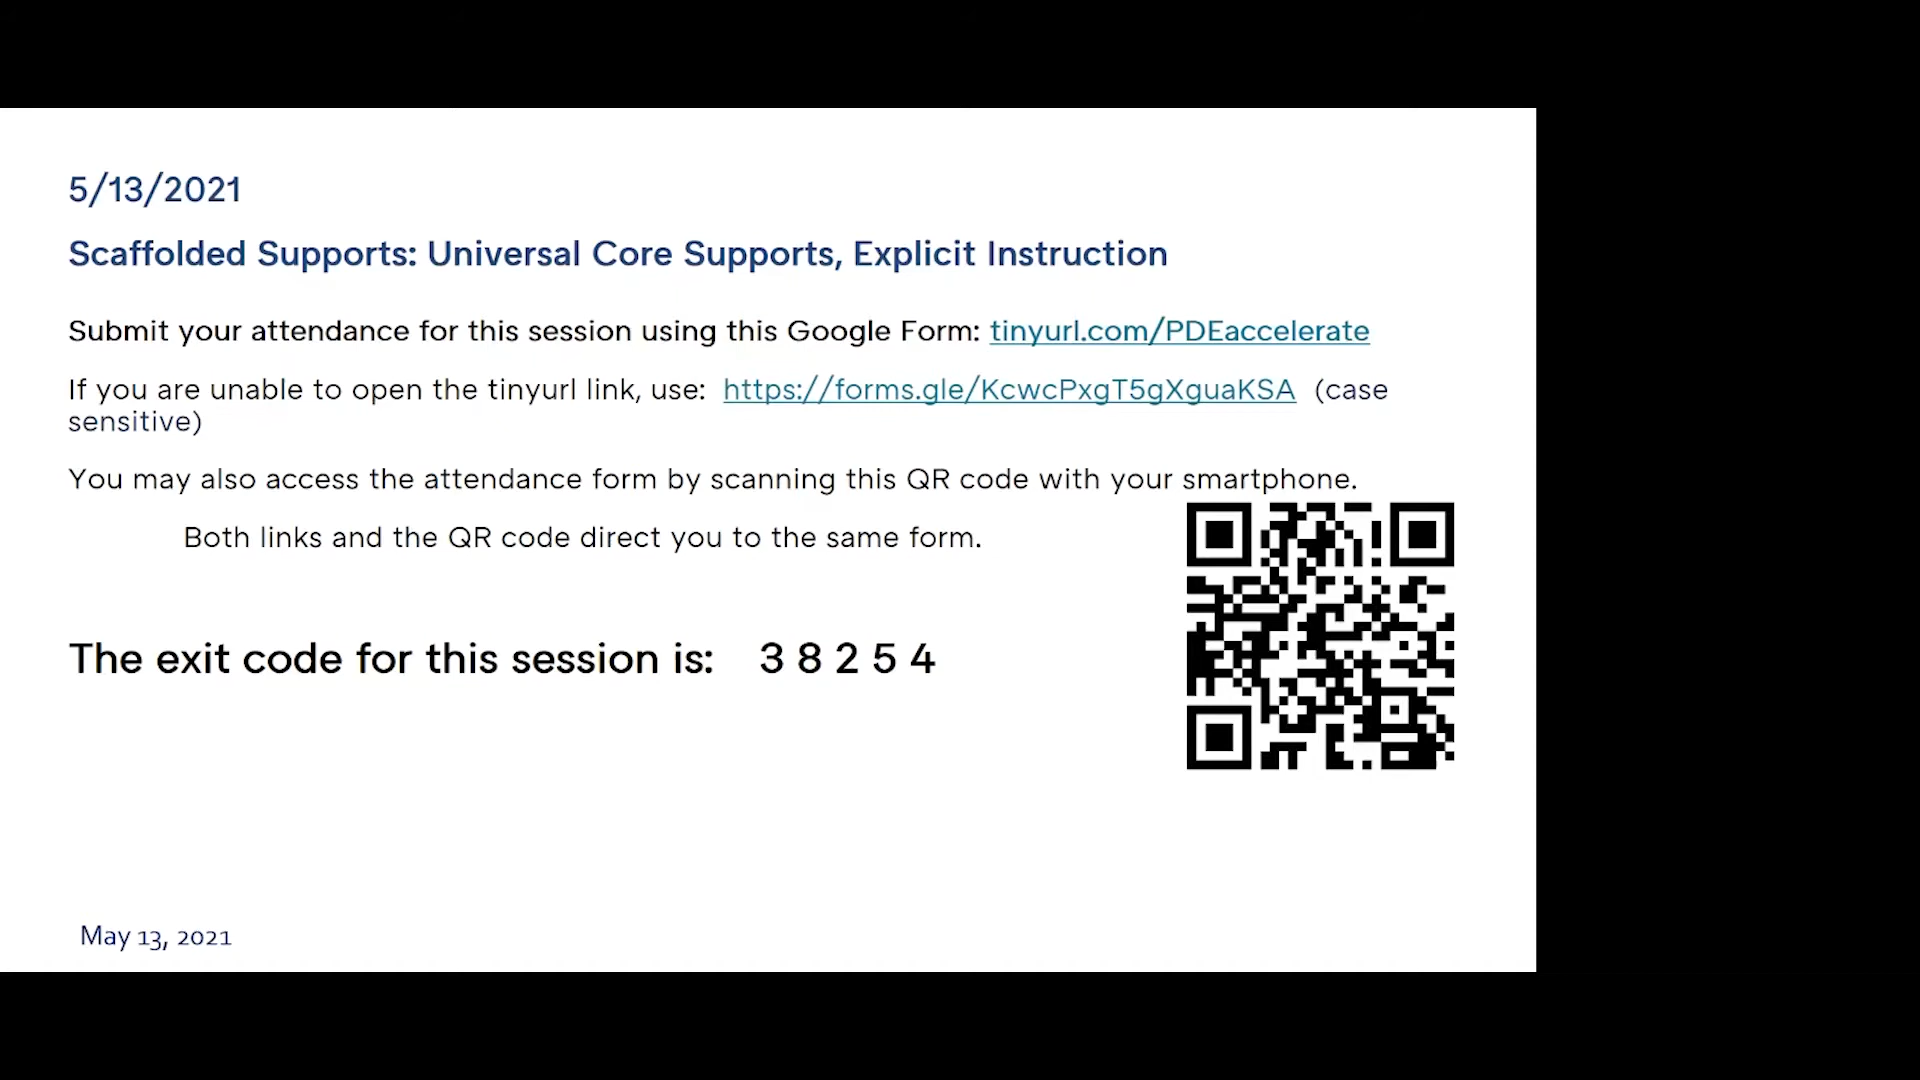 5/13/2021
Scaffolded Supports: Universal Core Supports, Explicit Instruction
Submit your attendance for this session using this Google Form: tinyurl.com/PDEaccelerate
If you are unable to open the tinyurl link, use: https://forms.gle/KcwcPxgT5gXguaKSA (case
sensitive)
You may also access the attendance form by scanning this QR code with your smartphone.
Both links and the QR code direct you to the same form.
The exit code for this session is: 3 8 2 5 4
May 13, 2021